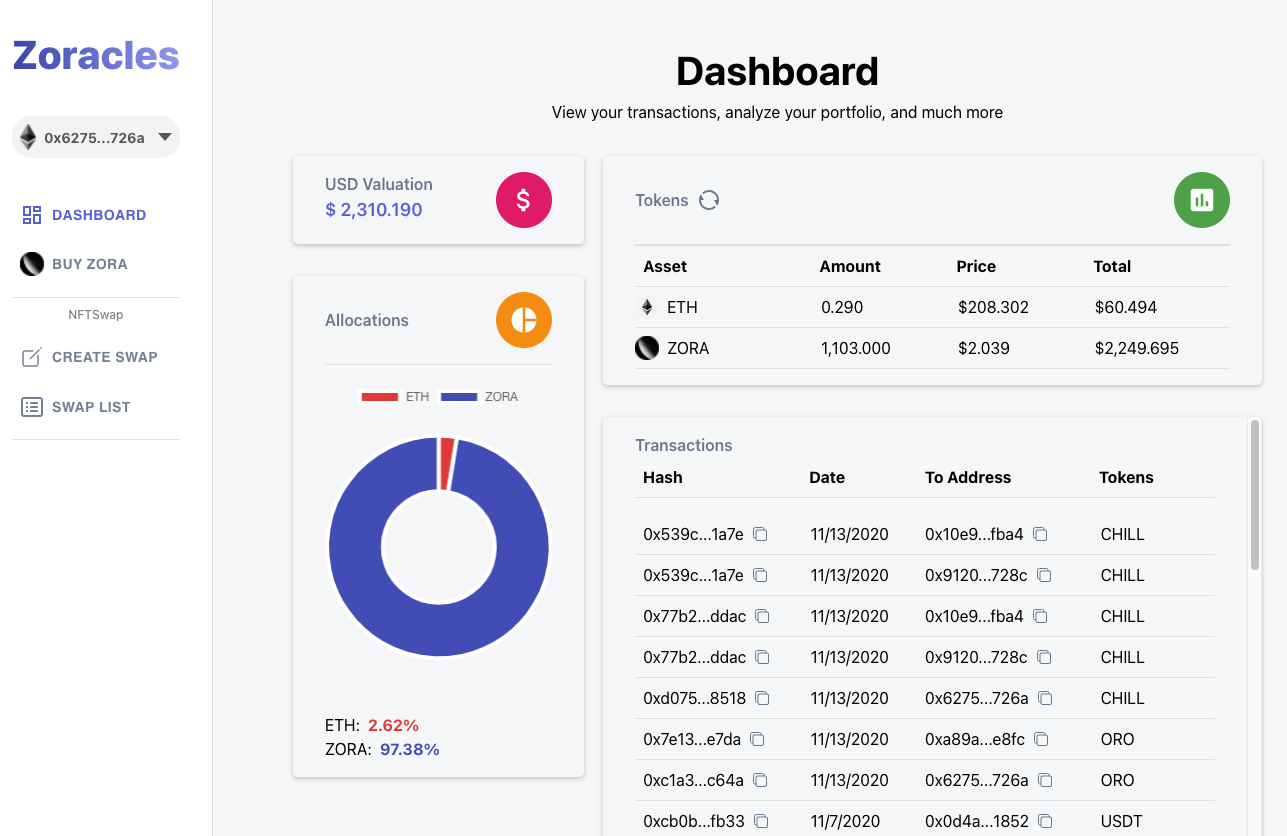 Zoracles
0x6275...726a
DASHBOARD
BUY ZORA
NFTSwap
CREATE SWAP
SWAP LIST
Dashboard
View your transactions, analyze your portfolio, and much more
USD Valuation
$ 2,310.190
$
Allocations
ETH ZORA
ETH: 2.62%
ZORA: 97.38%
Tokens
Asset Amount Price Total
ETH 0.290 $208.302 $60.494
ZORA 1,103.000 $2.039 $2,249.695
Transactions
Hash Date To Address Tokens
0x539c...1a7e 11/13/2020 0x10e9...fba4 CHILL
0x539c...1a7e 11/13/2020 0x9120...728c CHILL
0x77b2...ddac 11/13/2020 0x10e9...fba4 CHILL
0x77b2...ddac 11/13/2020 0x9120...728c CHILL
0xd075...8518 11/13/2020 0x6275...726a CHILL
0x7e13...e7da 11/13/2020 0xa89a...e8fc ORO
0xc1a3...c64a 11/13/2020 0x6275...726a ORO
0xcb0b...fb33 11/7/2020 0x0d4a...1852 USDT